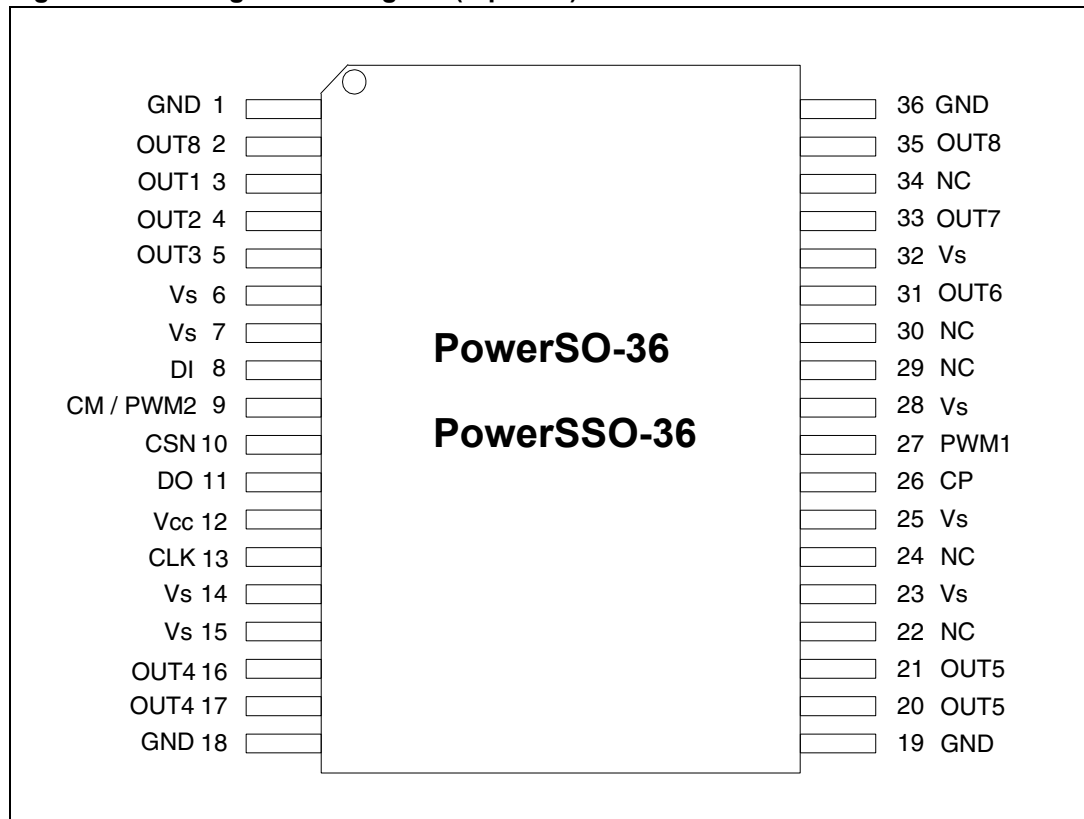 GND 1
OUT8 2
OUT1 3
OUT2 4
OUT3 5
Vs 6
Vs 7
DI 8
CM / PWM2 9
CSN 10
DO 11
Vcc 12
CLK 13
Vs 14
Vs 15
OUT4 16
OUT4 17
GND 18
PowerSO-36
PowerSSO-36
36 GND
35 OUT8
34 NC
33 OUT7
32 Vs
31 OUT6
30 NC
29 NC
28 Vs
27 PWM1
26 CP
25 Vs
24 NC
23 Vs
22 NC
21 OUT5
20 OUT5
19 GND